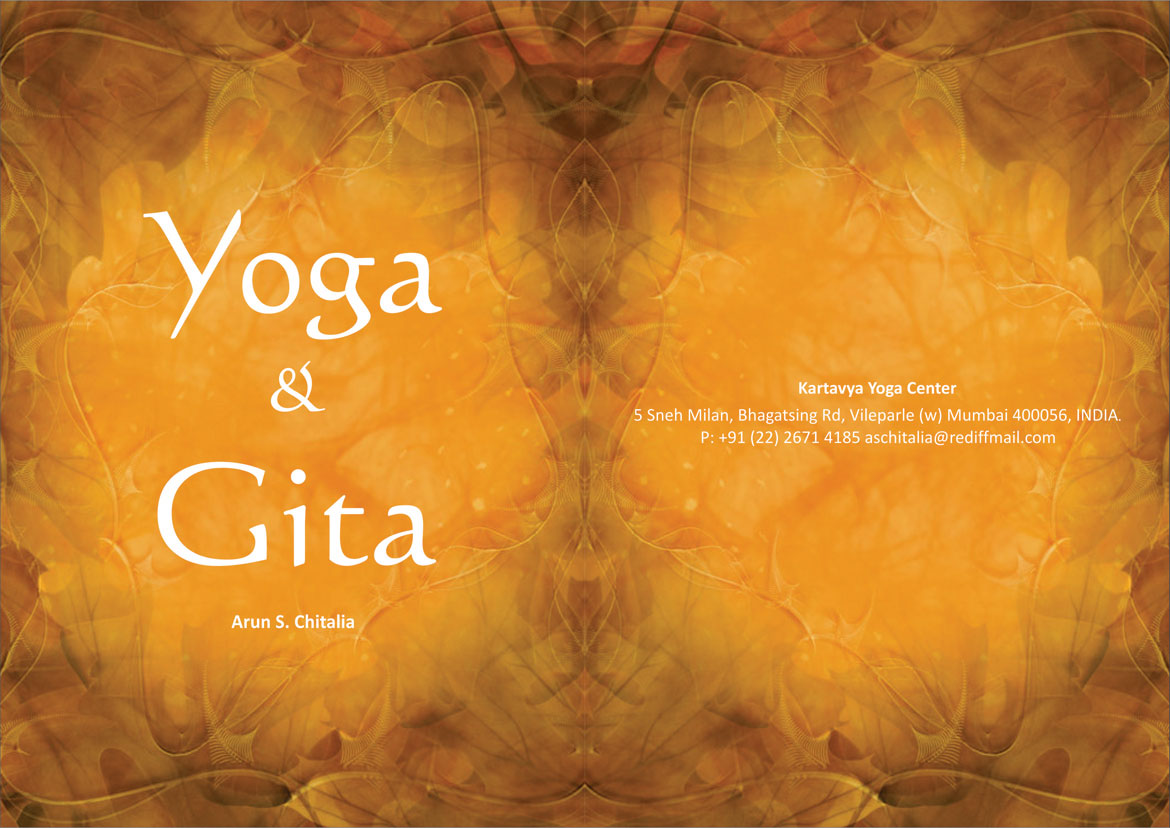 Yoga
&
Gita
Arun S. Chitalia
Kartavya Yoga Center
5 Sneh Milan, Bhagatsing Rd, Vileparle (w) Mumbai 400056, INDIA.
P: +91 (22) 2671 4185 aschitalia@rediffmail.com